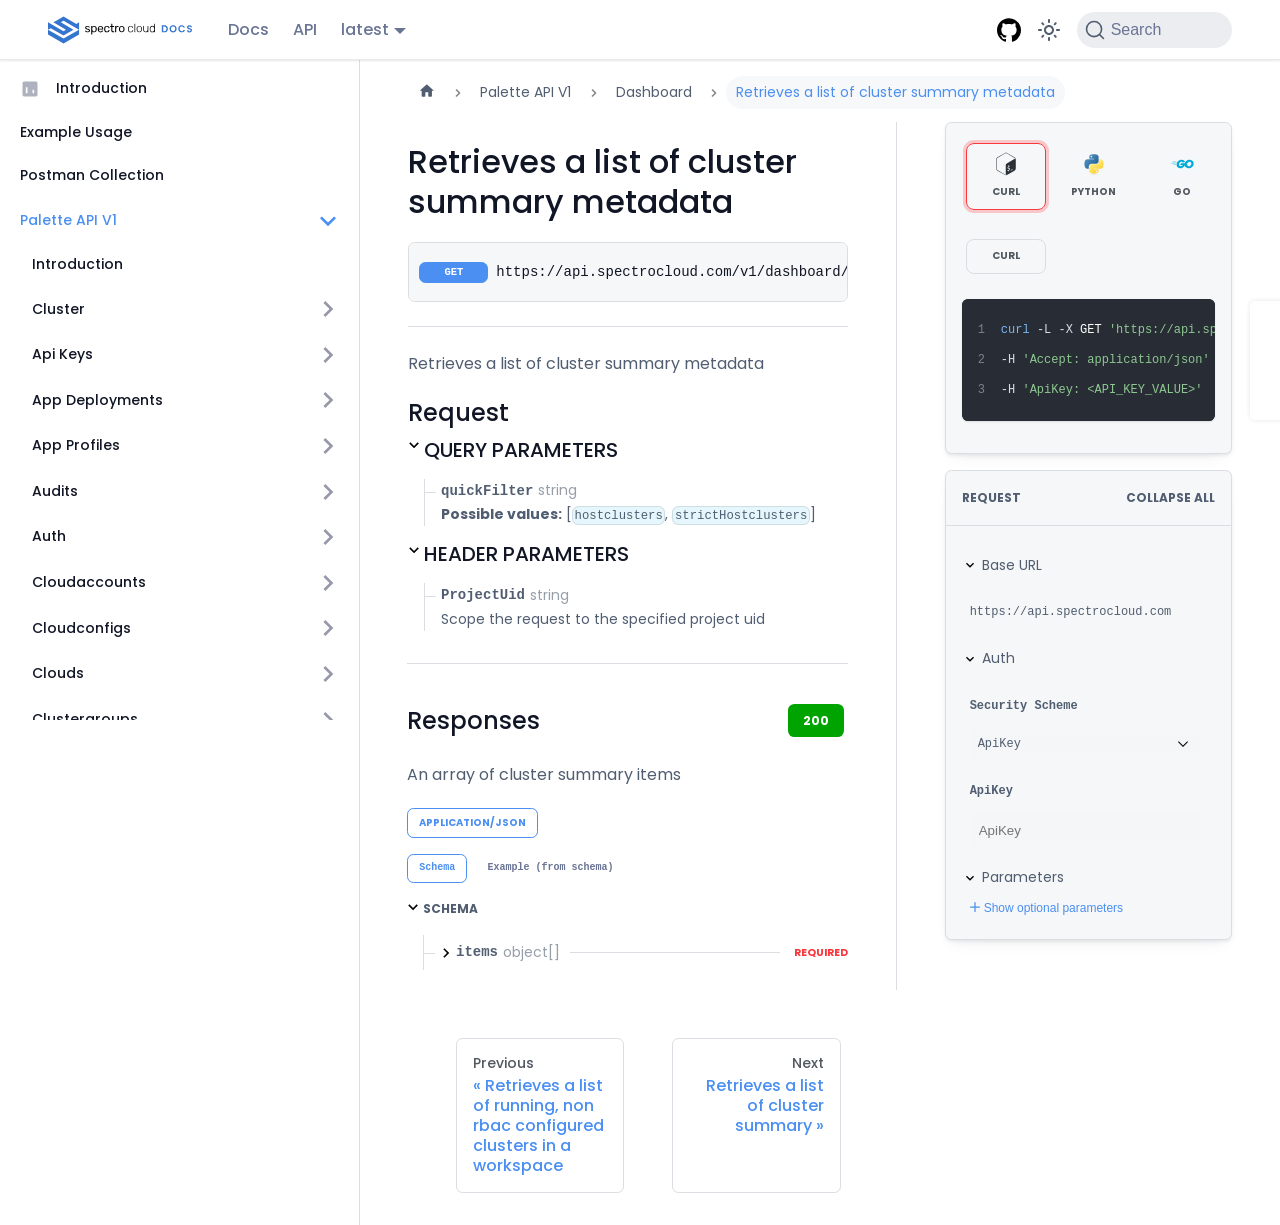 spectro cloud DOCS
Docs
API
latest
Search
Introduction
Example Usage
Postman Collection
Palette API V1
Introduction
Cluster
Api Keys
App Deployments
App Profiles
Audits
Auth
Cloudaccounts
Cloudconfigs
Clouds
Clustergroups
Palette API V1
Dashboard
Retrieves a list of cluster summary metadata
Retrieves a list of cluster
summary metadata
GET https://api.spectrocloud.com/v1/dashboard/
Retrieves a list of cluster summary metadata
Request
QUERY PARAMETERS
quickFilter string
Possible values: [hostclusters, strictHostclusters]
HEADER PARAMETERS
ProjectUid string
Scope the request to the specified project uid
Responses
200
An array of cluster summary items
APPLICATION/JSON
Schema
Example (from schema)
SCHEMA
items object[]
REQUIRED
Previous
« Retrieves a list
of running, non
rbac configured
clusters in a
workspace
Next
Retrieves a list
of cluster
summary »
CURL
PYTHON
GO
CURL
1 curl -L -X GET 'https://api.sp
2 -H 'Accept: application/json'
3 -H 'ApiKey: <API_KEY_VALUE>'
REQUEST
COLLAPSE ALL
Base URL
https://api.spectrocloud.com
Auth
Security Scheme
ApiKey
ApiKey
ApiKey
Parameters
Show optional parameters